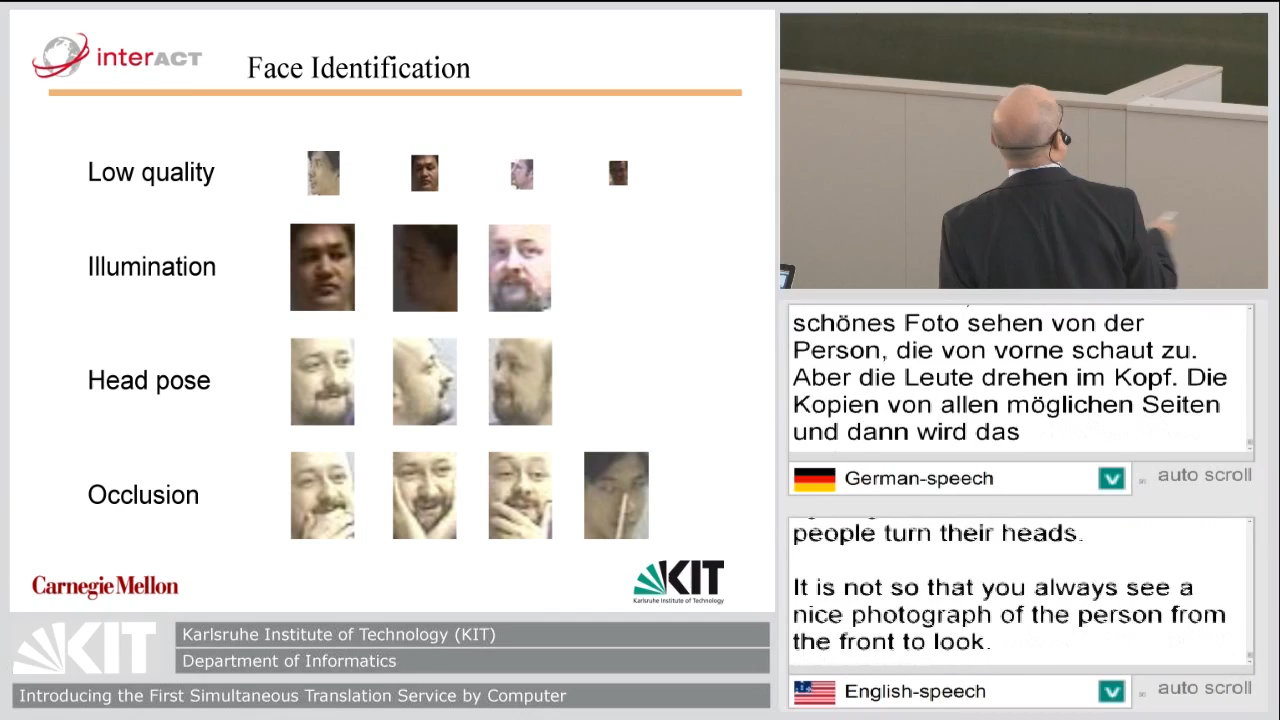 interACT
Face Identification
Low quality
Illumination
Head pose
Occlusion
Carnegie Mellon
KIT
Karlsruhe Institute of Technology
KIT
Karlsruhe Institute of Technology (KIT)
Department of Informatics
Introducing the First Simultaneous Translation Service by Computer
schönes Foto sehen von der
Person, die von vorne schaut zu.
Aber die Leute drehen im Kopf. Die
Kopien von allen möglichen Seiten
und dann wird das
German-speech
auto scroll
people turn their heads.
It is not so that you always see a
nice photograph of the person from
the front to look.
English-speech
auto scroll